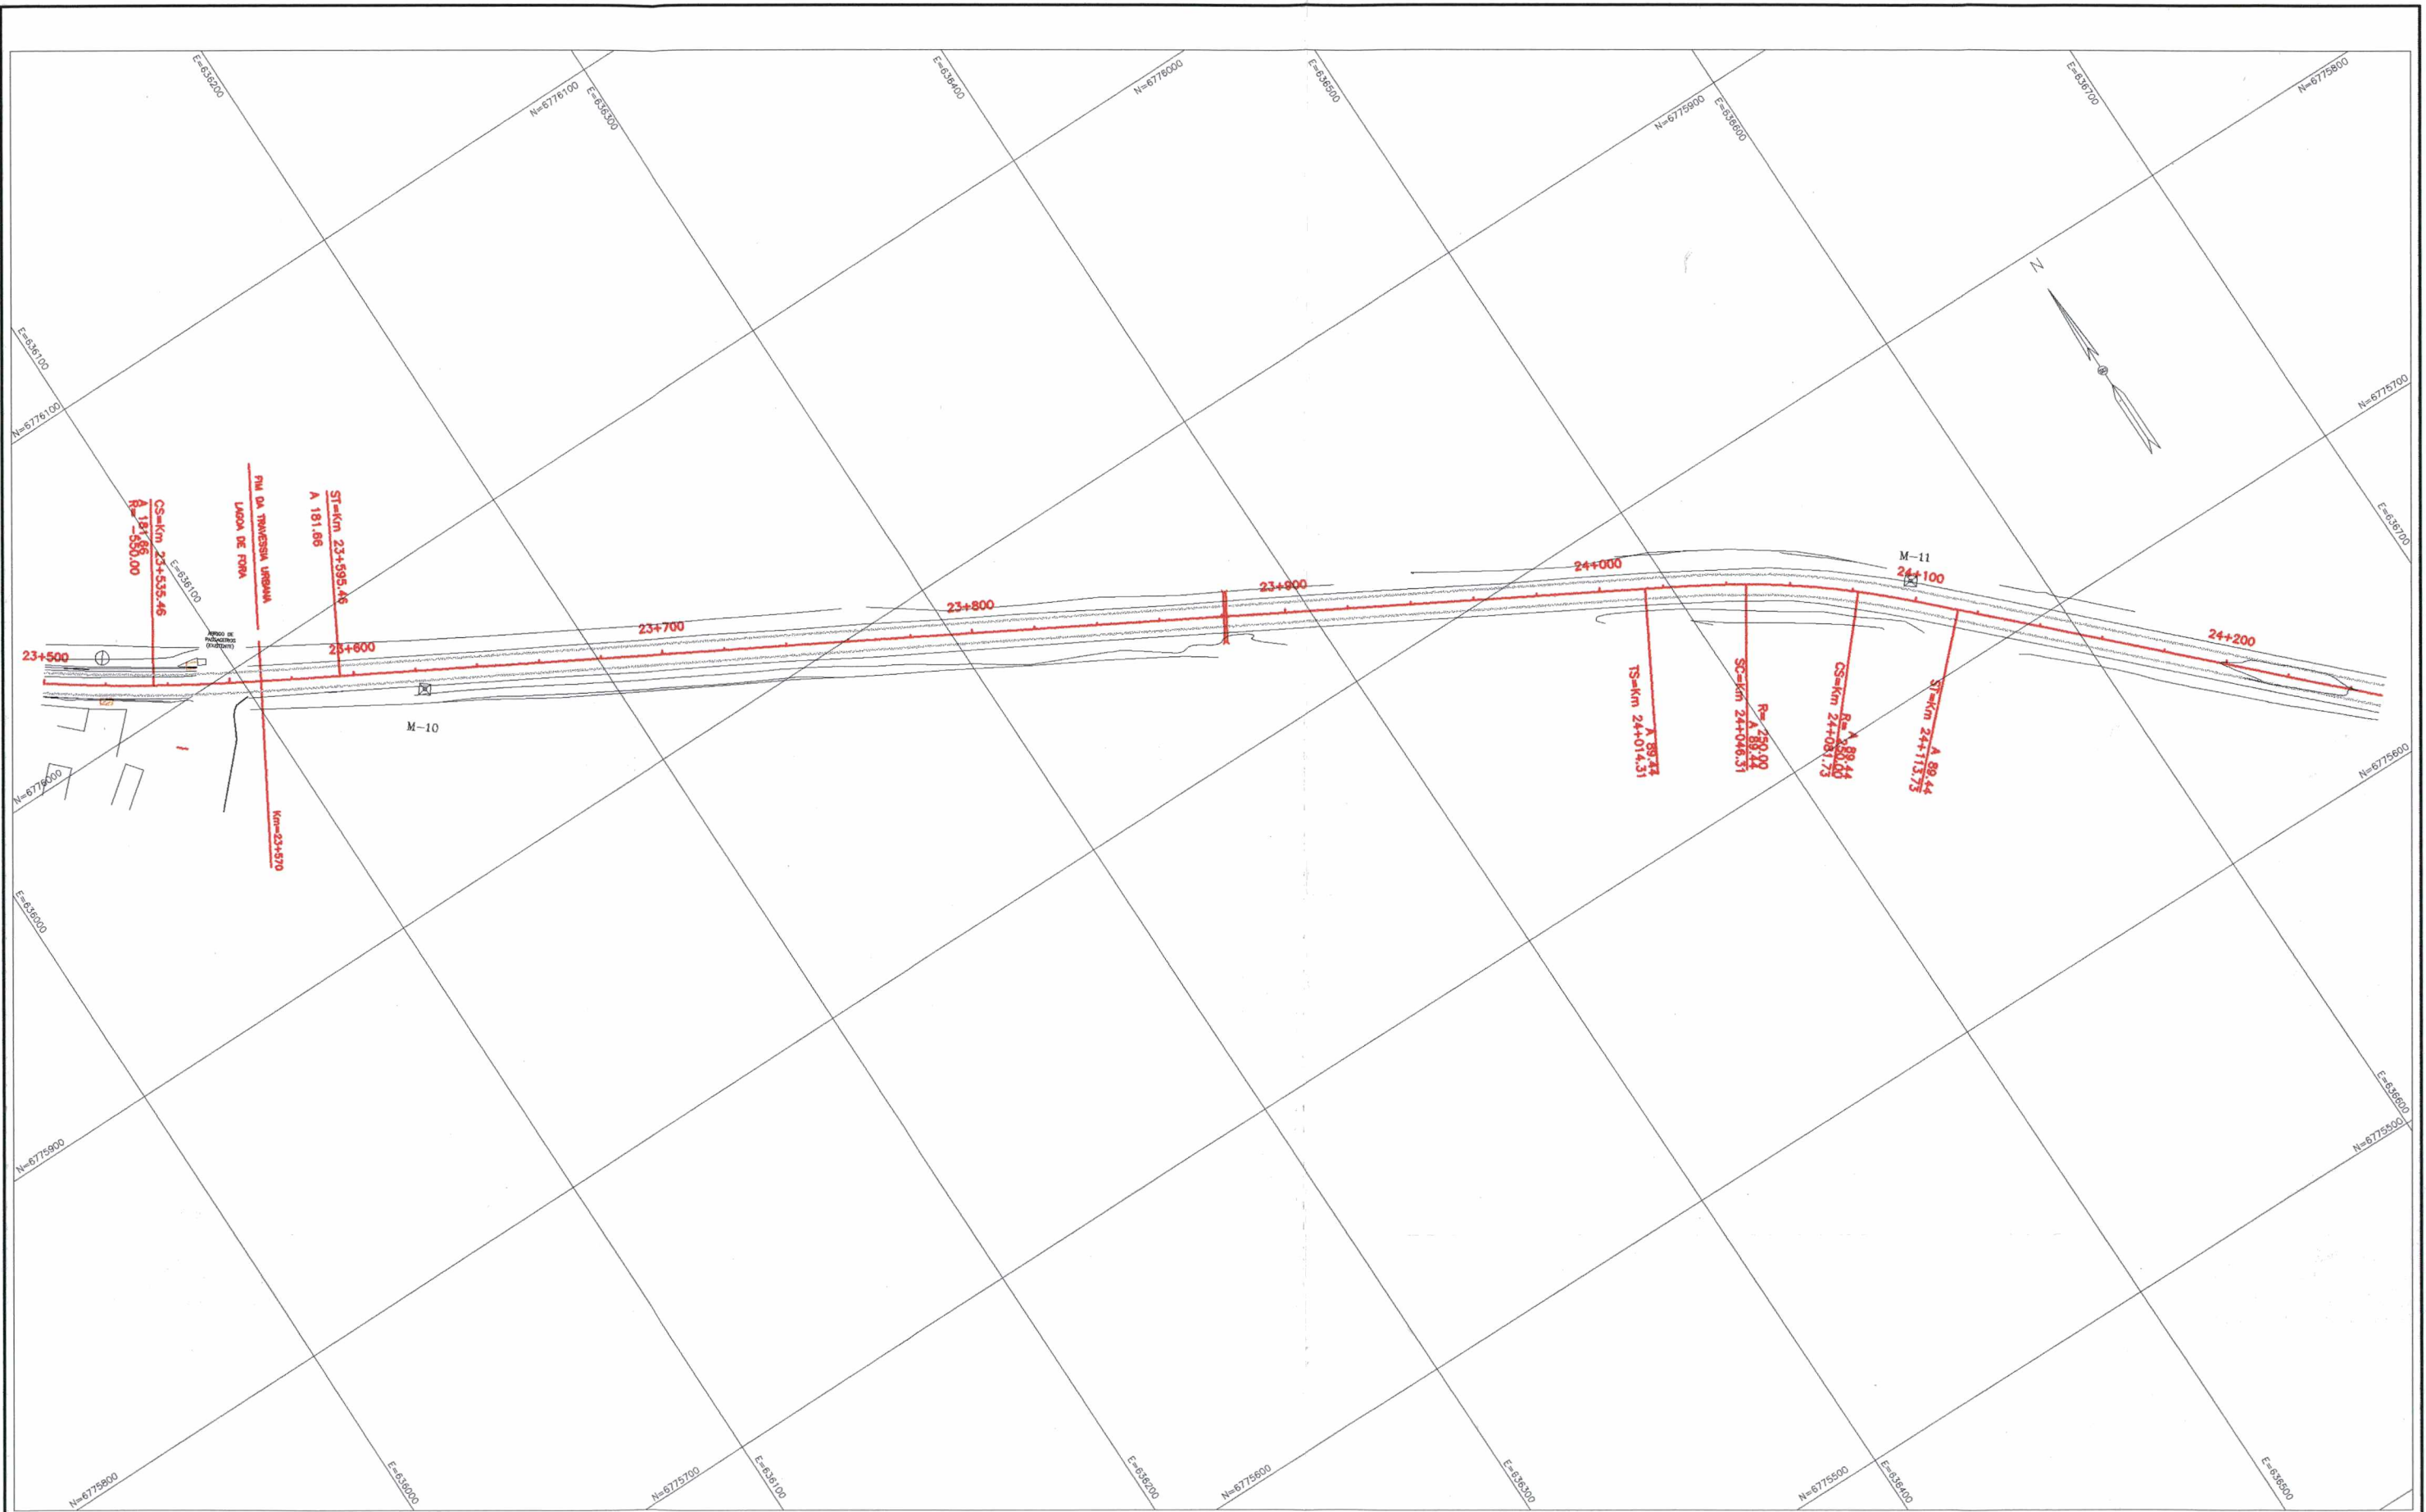 E=636200
N=6776100
E=636300
E=636400
N=6776000
E=636500
N=6775900
E=636600
E=636700
N=6775800
N
E=636100
N=6776100
N=6775700
E=636700
CS=Km 23+535.46
A 181.66
R= -550.00
E=636100
FIM DA TRAVESSIA URBANA
LAGOA DE FORA
ST=Km 23+595.46
A 181.66
ABRIGO DE
PASSAGEIROS
(EXISTENTE)
23+500
23+600
23+700
23+800
23+900
24+000
M-11
24+100
24+200
M-10
Km=23+570
A 89.44
TS=Km 24+014.31
R= 250.00
A 89.44
SC=Km 24+046.31
A 89.44
R= 250.00
CS=Km 24+081.73
A 89.44
ST=Km 24+113.73
N=6776000
N=6775600
E=636000
E=636600
N=6775500
N=6775900
N=6775800
E=636000
N=6775700
E=636100
E=636200
N=6775600
E=636300
N=6775500
E=636400
E=636500